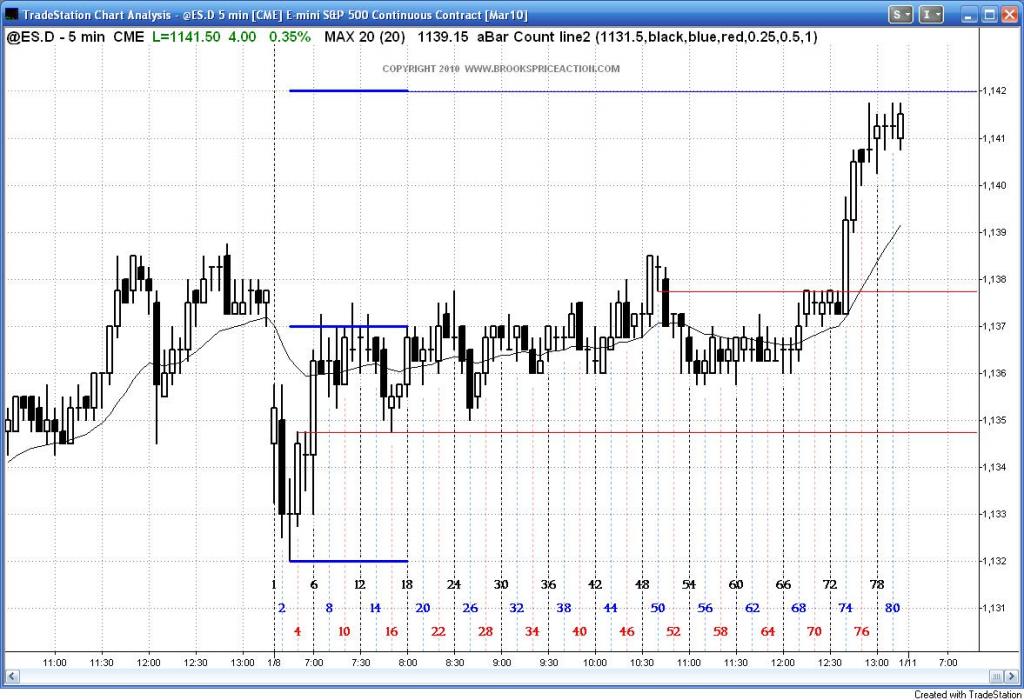 TradeStation Chart Analysis - @ES.D 5 min [CME] E-mini S&P 500 Continuous Contract [Mar10]
S I
@ES.D - 5 min CME L=1141.50 4.00 0.35% MAX 20 (20) 1139.15 aBar Count line2 (1131.5,black,blue,red,0.25,0.5,1)
COPYRIGHT 2010 WWW.BROOKSPRICEACTION.COM
1,142
1,141
1,140
1,139
1,138
1,137
1,136
1,135
1,134
1,133
1,132
1,131
1 6 12 18 24 30 36 42 48 54 60 66 72 78
2 8 14 20 26 32 38 44 50 56 62 68 74 80
4 10 16 22 28 34 40 46 52 58 64 70 76
11:00 11:30 12:00 12:30 13:00 1/8 7:00 7:30 8:00 8:30 9:00 9:30 10:00 10:30 11:00 11:30 12:00 12:30 13:00 1/11 7:00
Created with TradeStation